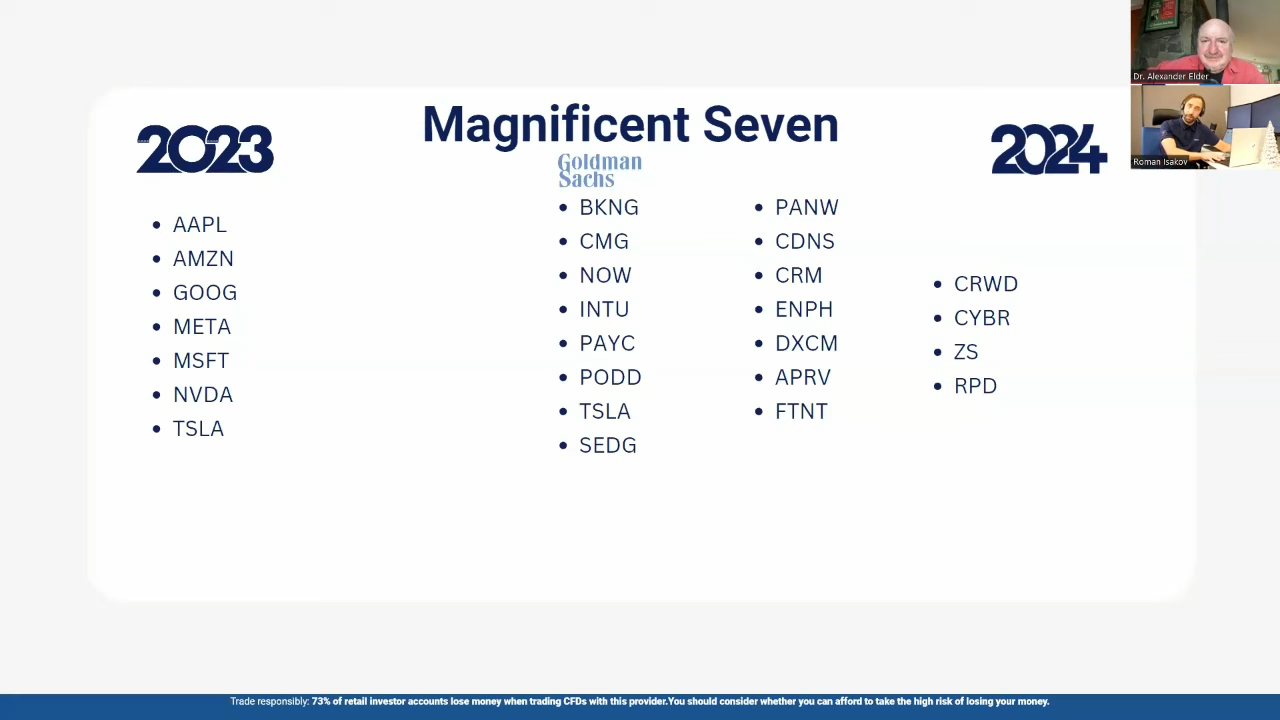 Dr. Alexander Elder
Roman Isakov
Magnificent Seven
2023
2024
Goldman
Sachs
AAPL
AMZN
GOOG
META
MSFT
NVDA
TSLA
BKNG
CMG
NOW
INTU
PAYC
PODD
TSLA
SEDG
PANW
CDNS
CRM
ENPH
DXCM
APRV
FTNT
CRWD
CYBR
ZS
RPD
Trade responsibly: 73% of retail investor accounts lose money when trading CFDs with this provider.You should consider whether you can afford to take the high risk of losing your money.